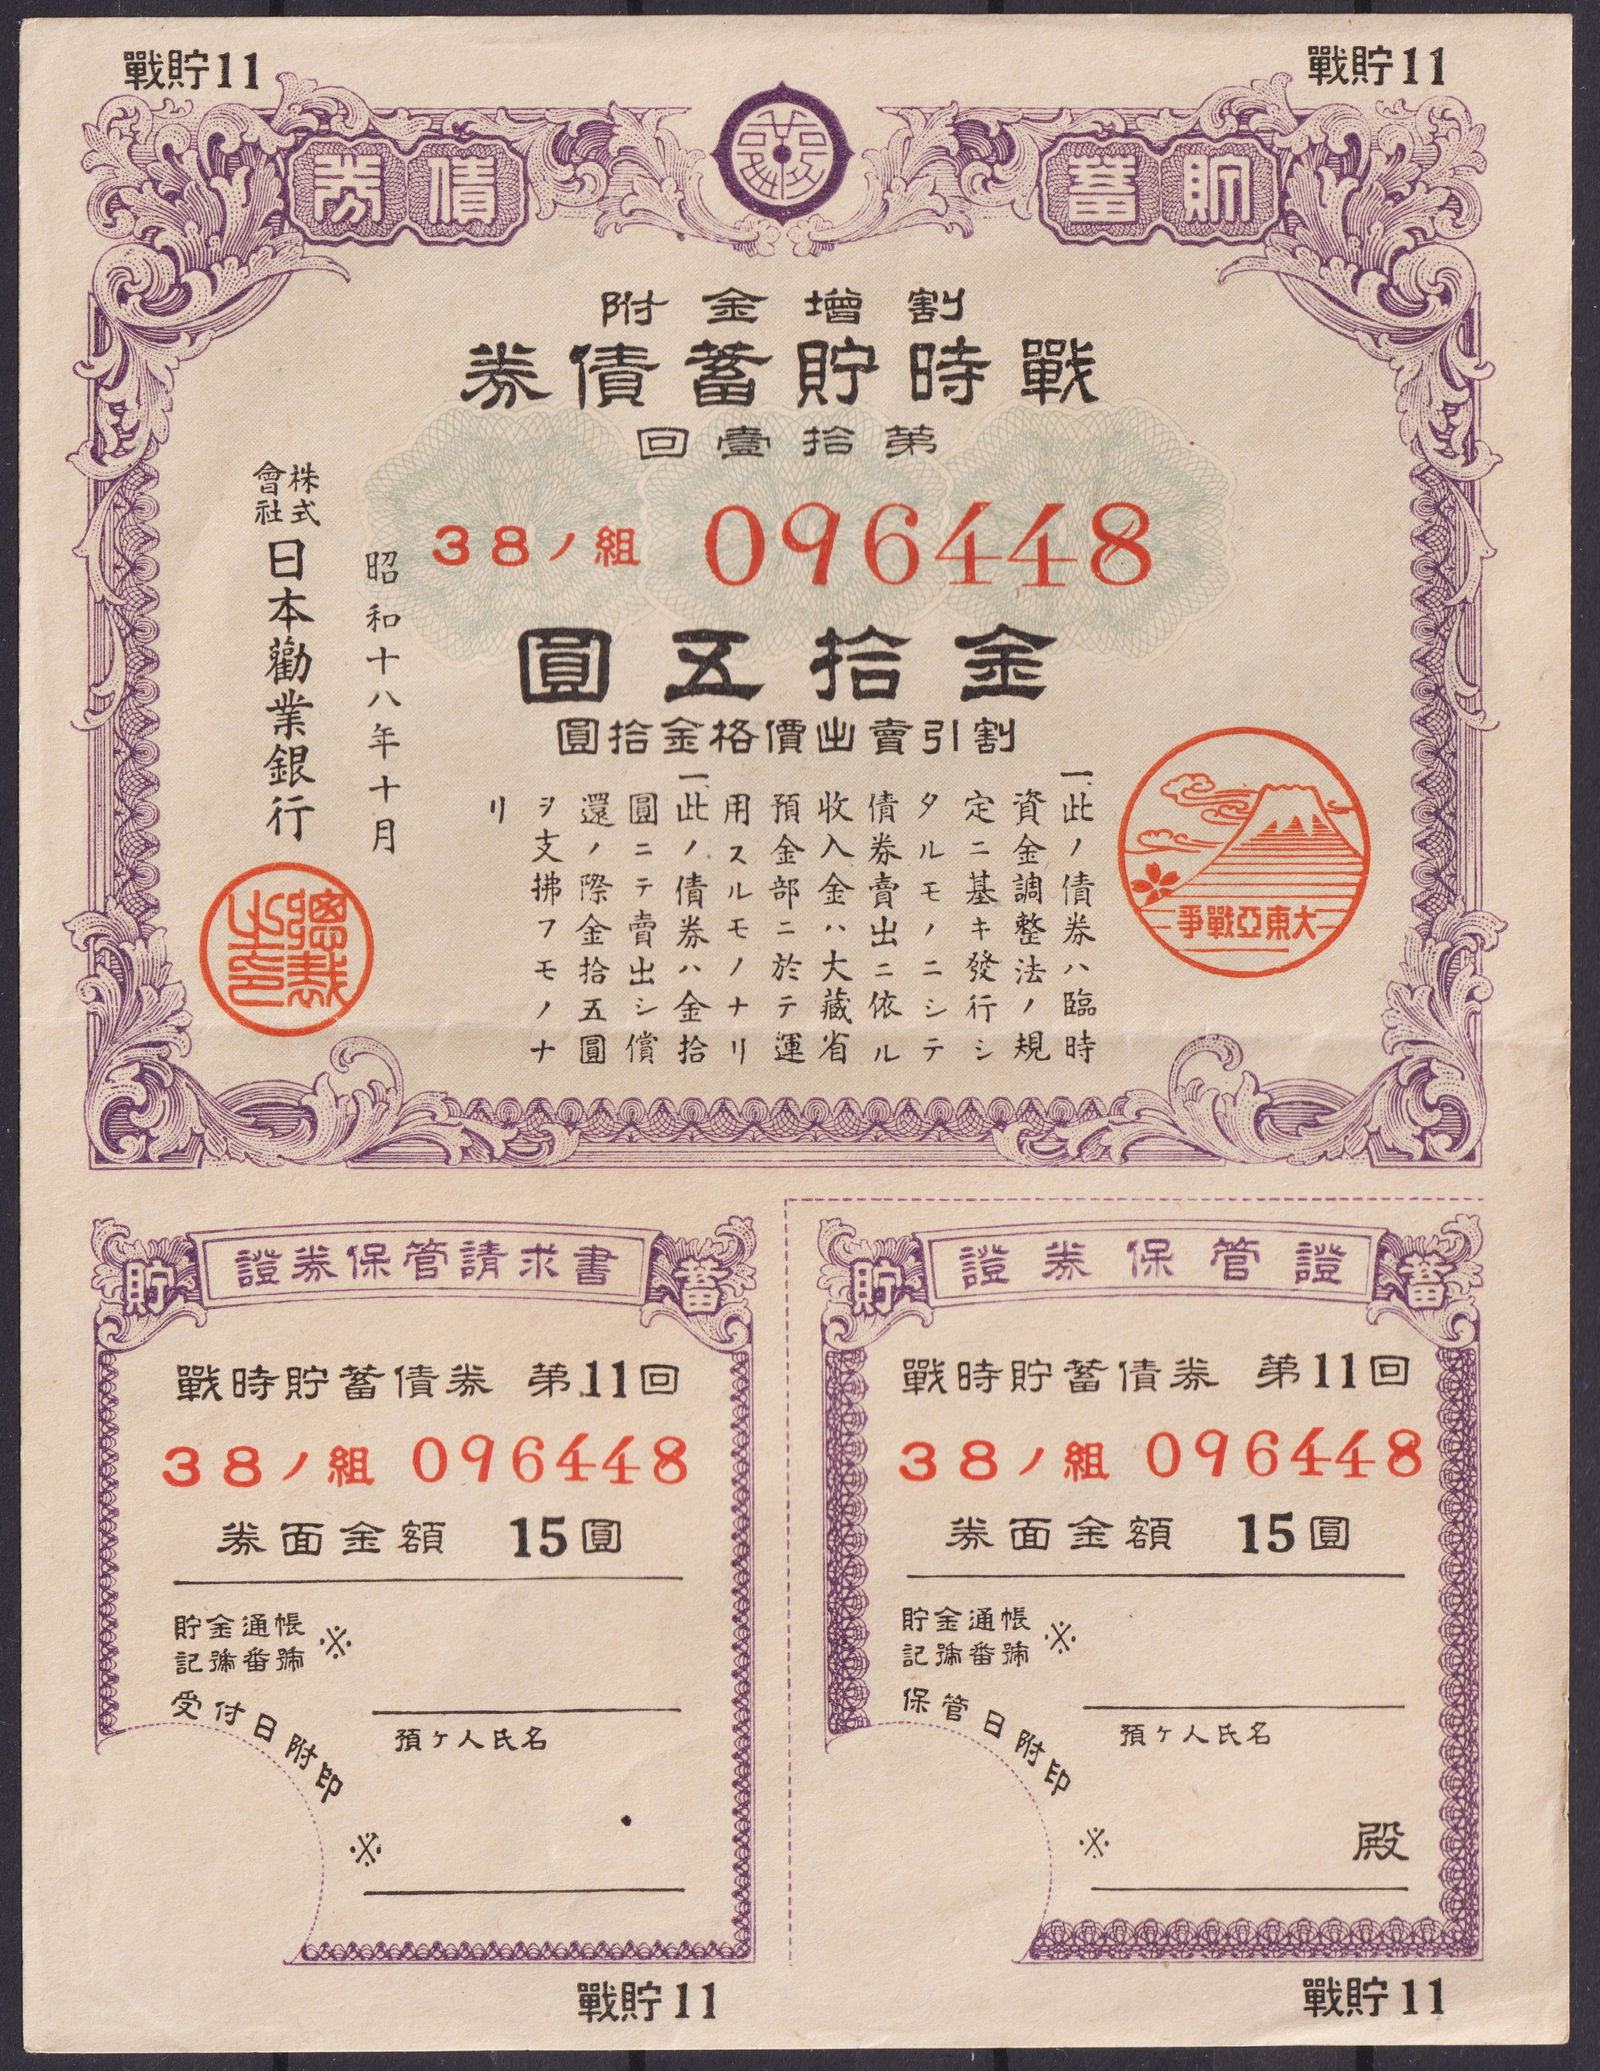 戰貯11
戰貯11
貯蓄
債券
割增金附
戰時貯蓄債券
第拾壹回
38ノ組 096448
金拾五圓
割引賣出價格金拾圓
一、此ノ債券ハ臨時
資金調整法ノ規
定ニ基キ發行シ
タルモノニシテ
債券賣出ニ依ル
收入金ハ大藏省
預金部ニ於テ運
用スルモノナリ
一、此ノ債券ハ金拾
圓ニテ賣出シ償
還ノ際金拾五圓
ヲ支拂フモノナ
リ
昭和十八年十月
株式會社日本勸業銀行
總裁之印
大東亞戰爭
貯蓄
證券保管請求書
戰時貯蓄債券 第11回
38ノ組 096448
券面金額 15圓
貯金通帳
記號番號 ※
受付日附印
預ケ人氏名
※
戰貯11
貯蓄
證券保管證
戰時貯蓄債券 第11回
38ノ組 096448
券面金額 15圓
貯金通帳
記號番號 ※
保管日附印
預ケ人氏名
※ 殿
戰貯11